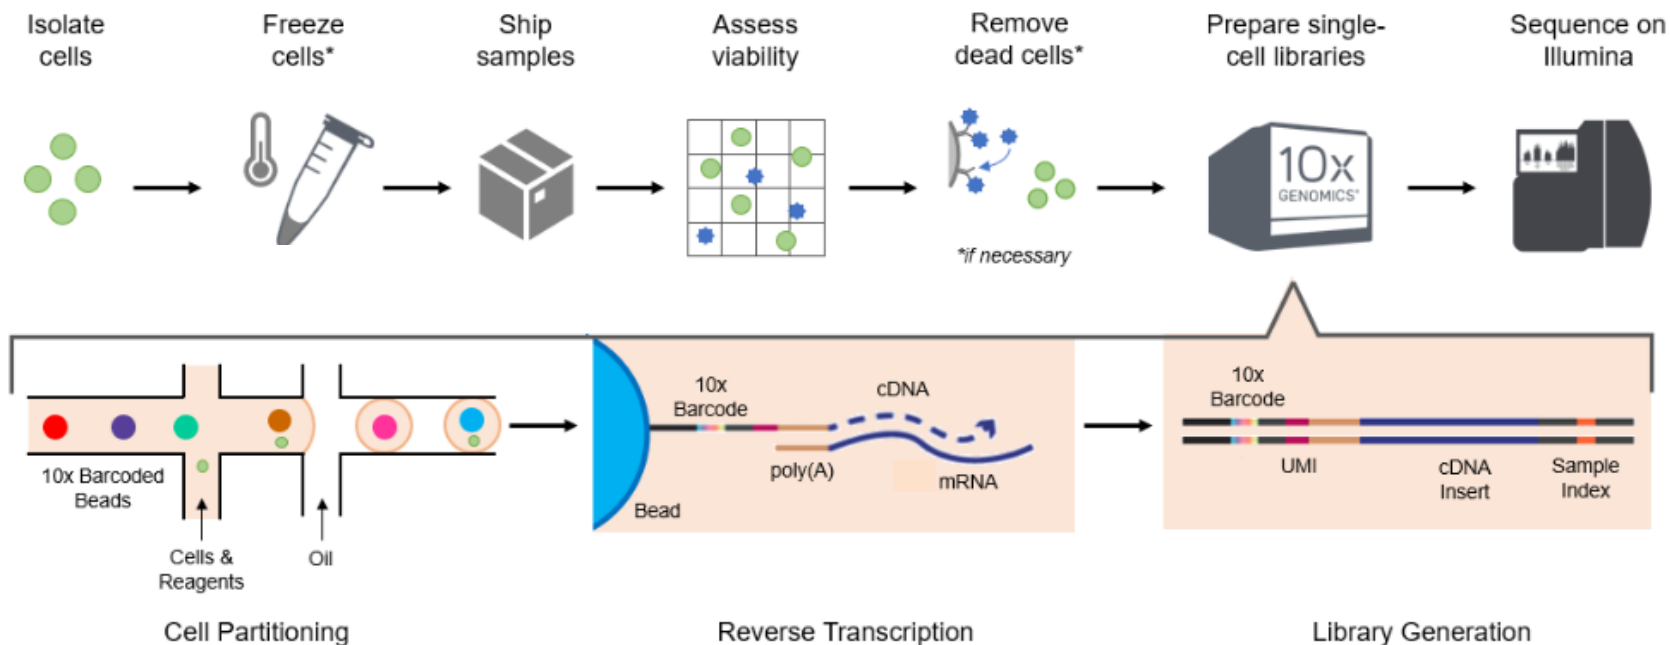 Isolate
cells
Freeze
cells*
Ship
samples
Assess
viability
Remove
dead cells*
Prepare single-
cell libraries
Sequence on
Illumina
10x
GENOMICS
*if necessary
10x Barcoded
Beads
Cells &
Reagents
Oil
Cell Partitioning
10x
Barcode
cDNA
poly(A)
mRNA
Bead
Reverse Transcription
10x
Barcode
UMI
cDNA
Insert
Sample
Index
Library Generation